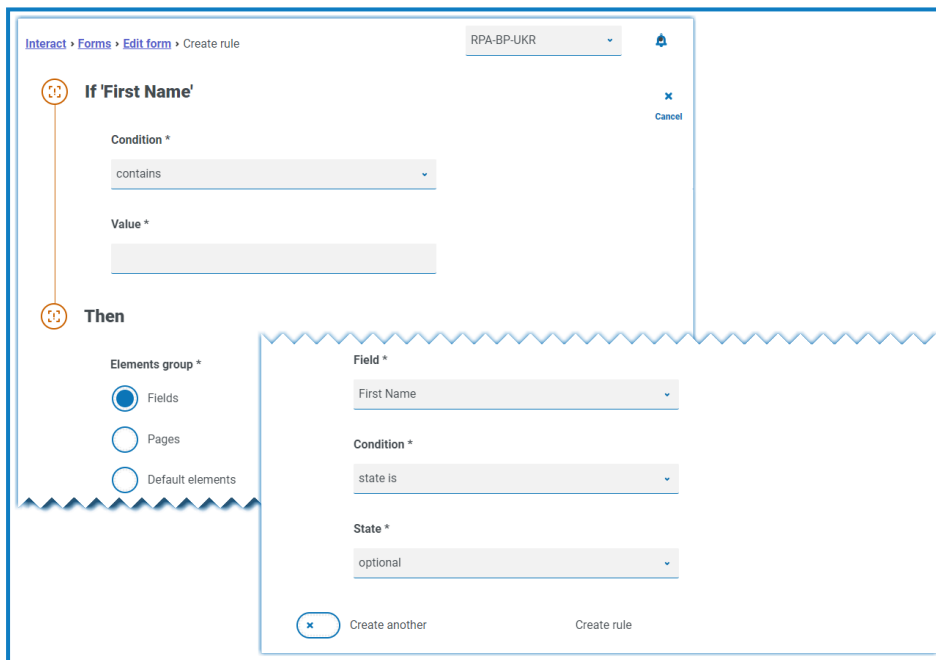 Interact › Forms › Edit form › Create rule
RPA-BP-UKR
If 'First Name'
Cancel
Condition *
contains
Value *
Then
Elements group *
Fields
Pages
Default elements
Field *
First Name
Condition *
state is
State *
optional
Create another
Create rule